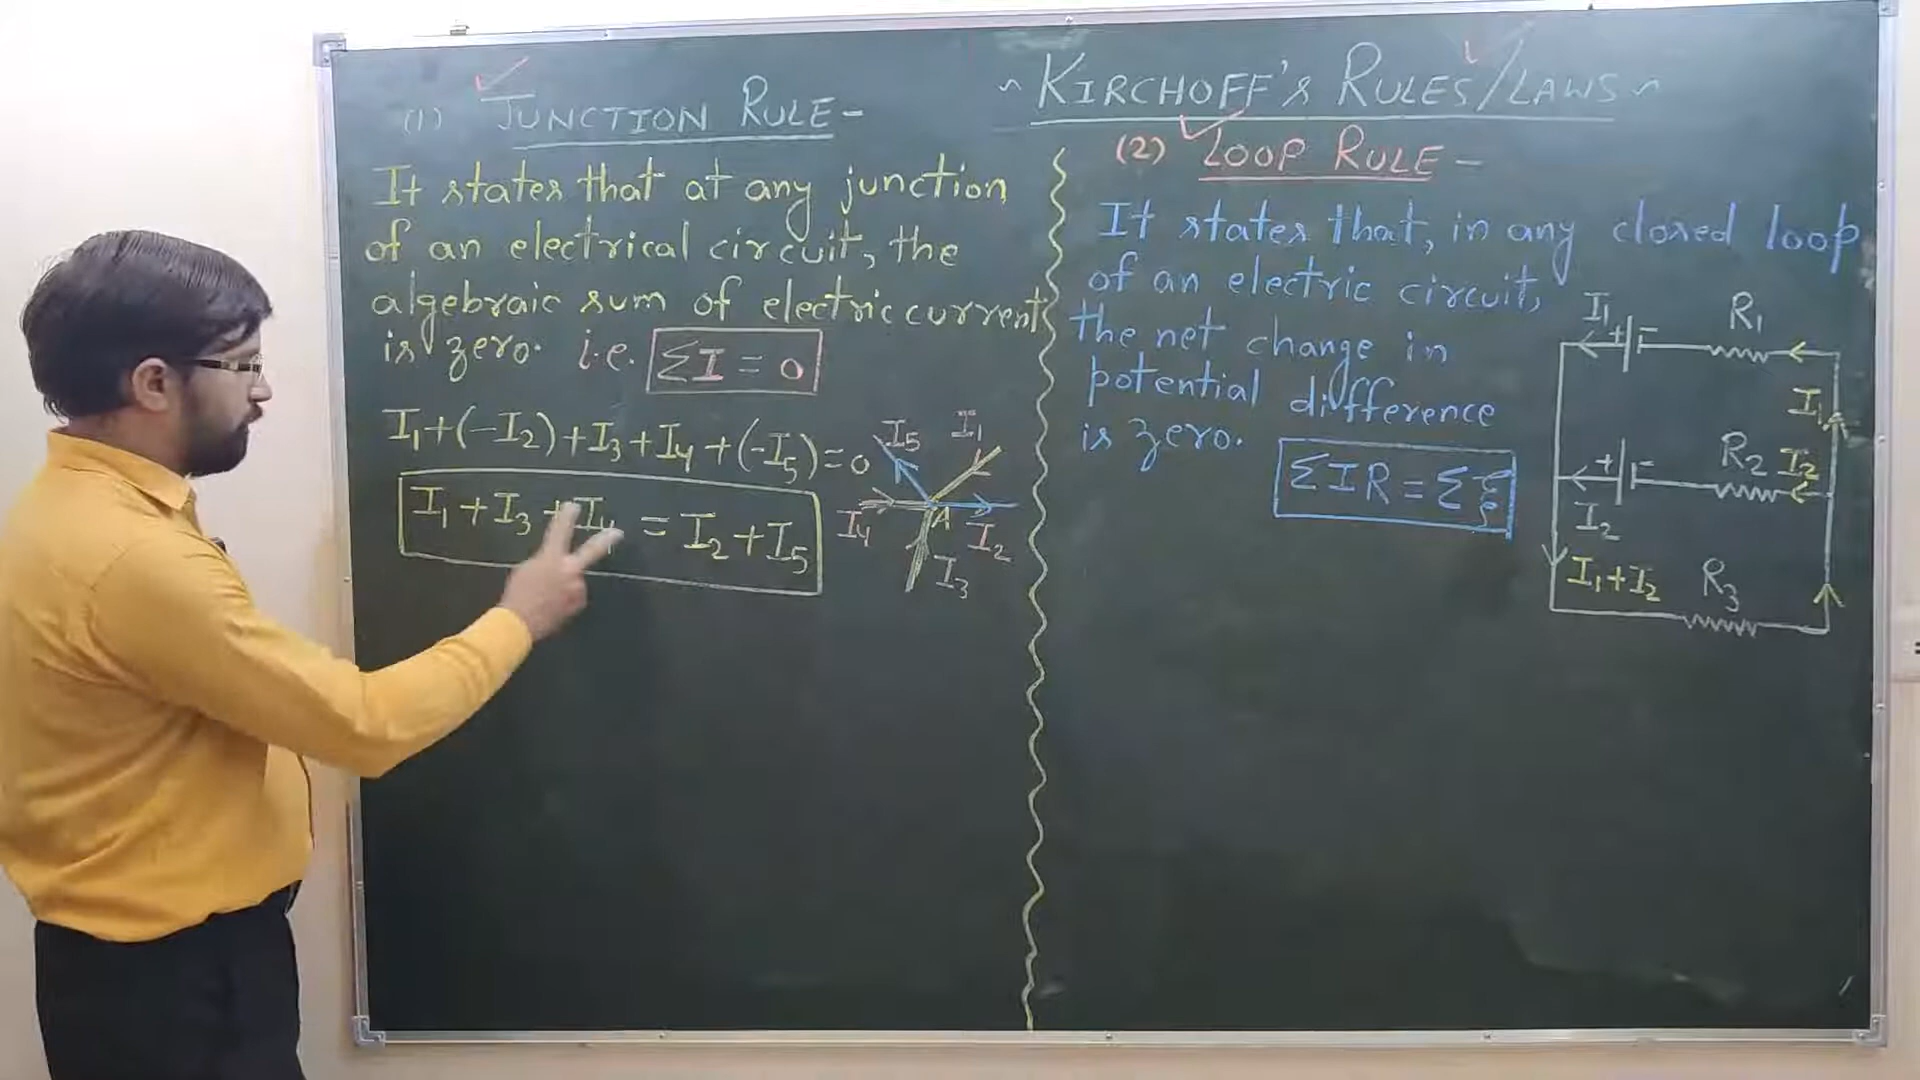 (1) JUNCTION RULE-
It states that at any junction
of an electrical circuit, the
algebraic sum of electric current
is zero. i.e. ΣI = 0
I₁+(-I₂)+I₃+I₄+(-I₅)=0
I₁+I₃+I₄ = I₂+I₅
I₅ I₁
I₄ A I₂
I₃
~ KIRCHOFF's RULES/LAWS ~
(2) LOOP RULE -
It states that, in any closed loop
of an electric circuit,
the net change in
potential difference
is zero. ΣIR = Σξ
I₁ + - R₁
I₁
+ - R₂ I₂
I₂
I₁+I₂ R₃